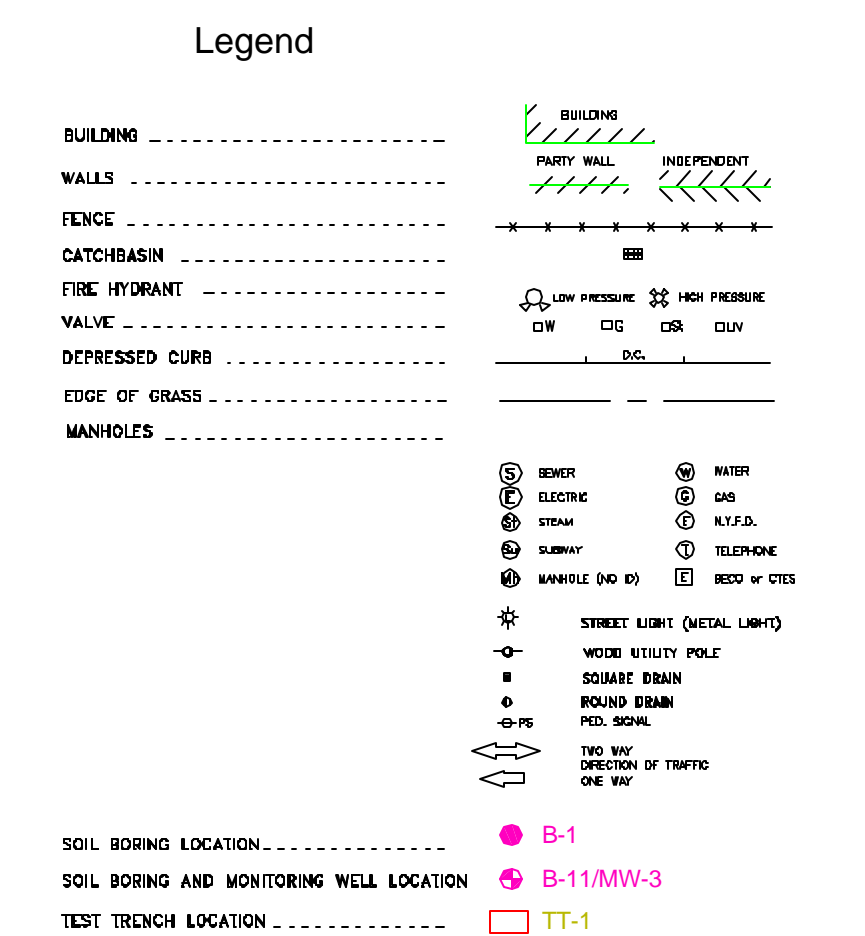 Legend
BUILDING
BUILDING
PARTY WALL INDEPENDENT
WALLS
FENCE
CATCHBASIN
FIRE HYDRANT
LOW PRESSURE HIGH PRESSURE
VALVE
W G St UV
D.C.
DEPRESSED CURB
EDGE OF GRASS
MANHOLES
S SEWER W WATER
E ELECTRIC G GAS
St STEAM F N.Y.F.D.
Su SUBWAY T TELEPHONE
MH MANHOLE (NO ID) E BECO or CTES
STREET LIGHT (METAL LIGHT)
WOOD UTILITY POLE
SQUARE DRAIN
ROUND DRAIN
PS PED. SIGNAL
TWO WAY
DIRECTION OF TRAFFIC
ONE WAY
SOIL BORING LOCATION B-1
SOIL BORING AND MONITORING WELL LOCATION B-11/MW-3
TEST TRENCH LOCATION TT-1